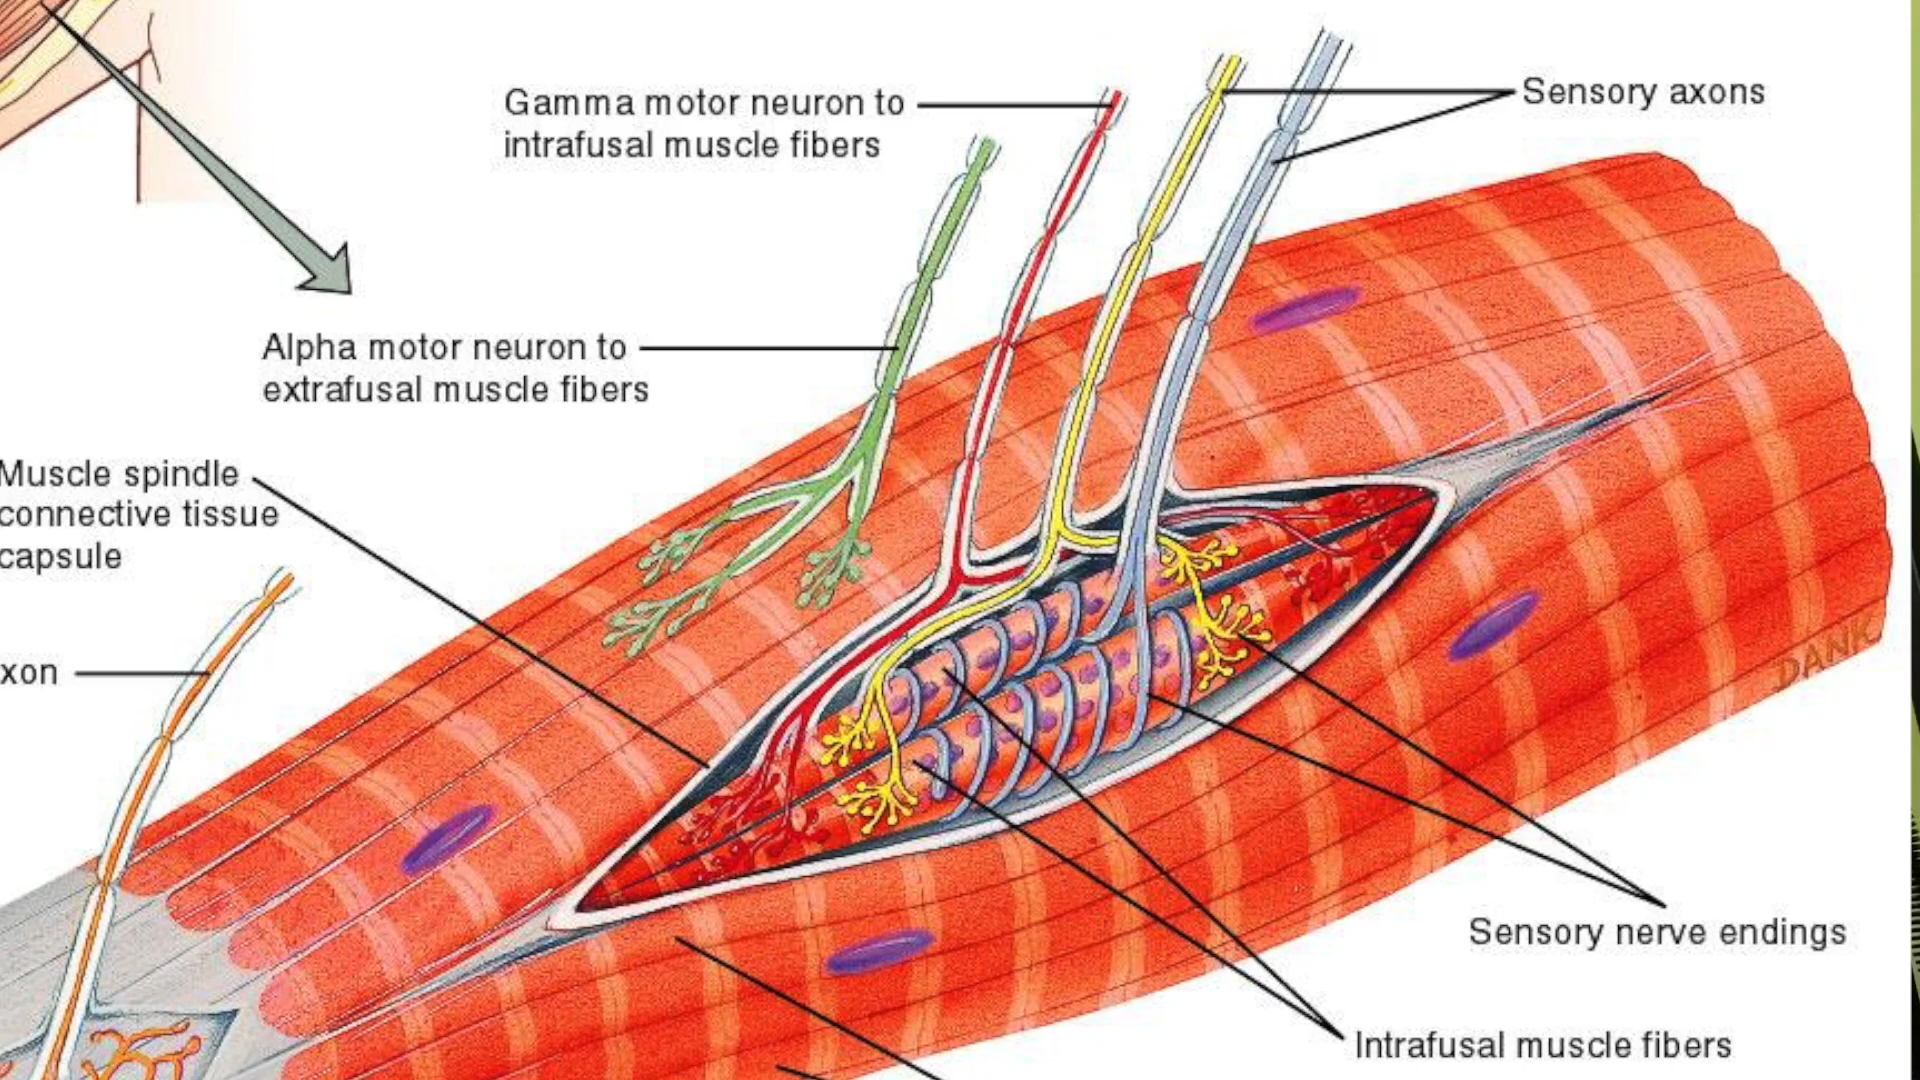 Gamma motor neuron to
intrafusal muscle fibers
Sensory axons
Alpha motor neuron to
extrafusal muscle fibers
Muscle spindle
connective tissue
capsule
xon
DANK
Sensory nerve endings
Intrafusal muscle fibers